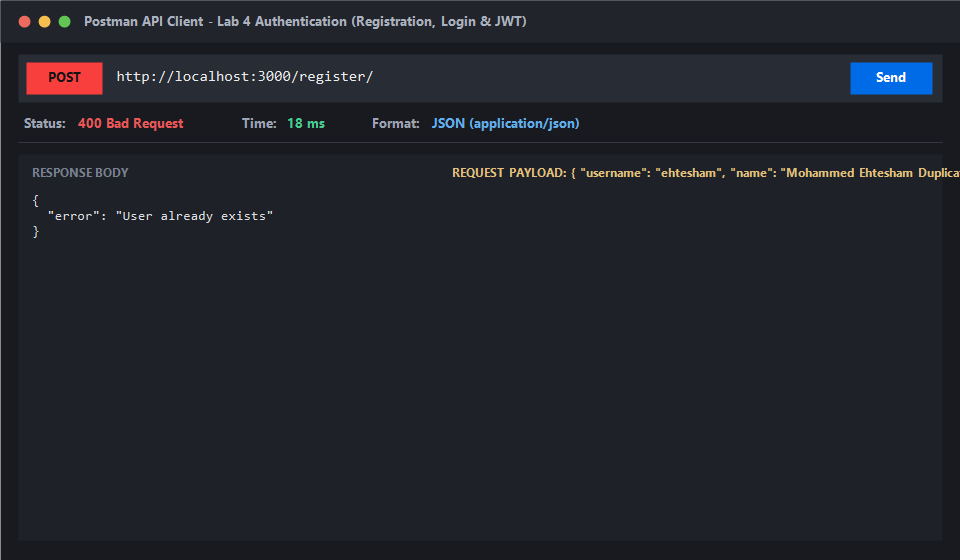 Postman API Client - Lab 4 Authentication (Registration, Login & JWT)
POST http://localhost:3000/register/ Send
Status: 400 Bad Request Time: 18 ms Format: JSON (application/json)
RESPONSE BODY REQUEST PAYLOAD: { "username": "ehtesham", "name": "Mohammed Ehtesham
{
  "error": "User already exists"
}